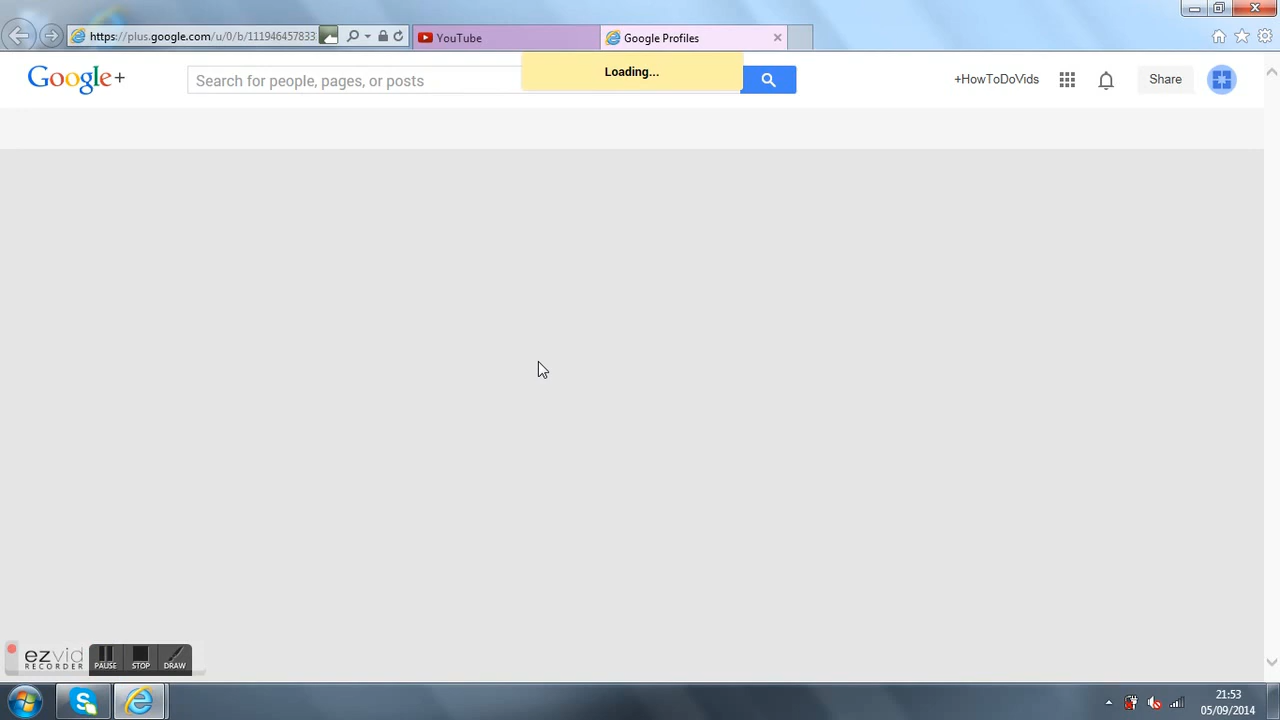 https://plus.google.com/u/0/b/111946457833
YouTube
Google Profiles
Google+
Search for people, pages, or posts
Loading...
+HowToDoVids
Share
ezvid
RECORDER
PAUSE
STOP
DRAW
21:53
05/09/2014